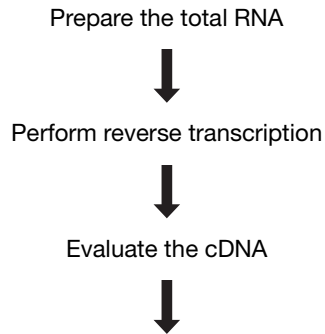 Prepare the total RNA
Perform reverse transcription
Evaluate the cDNA